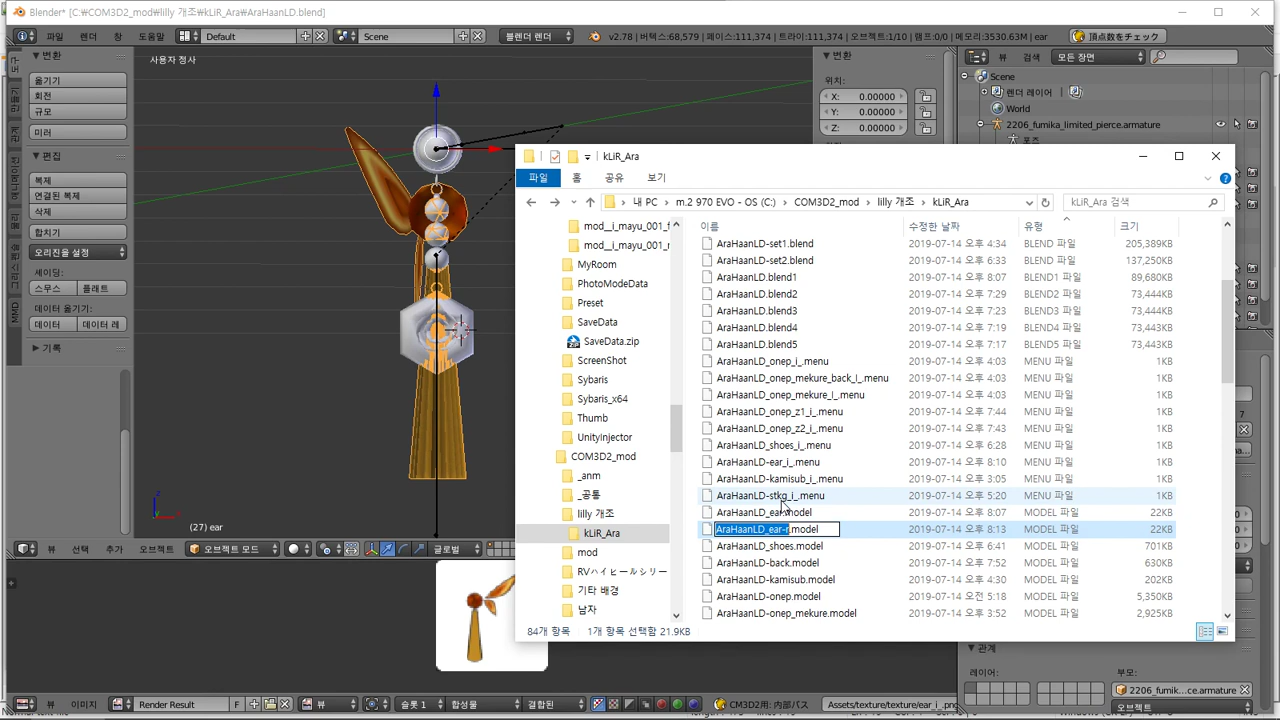 Blender* [C:₩COM3D2_mod₩lilly 개조₩kLiR_Ara₩AraHaanLD.blend]
파일 렌더 창 도움말 Default Scene 블렌더 렌더 v2.78 | 버텍스:68,579 | 페이스:111,374 | 트라이:111,374 | 오브젝트:1/10 | 램프:0/0 | 메모리:3530.63M | ear 頂点数をチェック
변환
옮기기
회전
규모
미러
편집
복제
연결된 복제
삭제
합치기
오리진을 설정
셰이딩:
스무스 플래트
데이터 옮기기:
데이터 데이터 레
기록
사용자 정사
(27) ear
뷰 선택 추가 오브젝트 오브젝트 모드 글로벌
변환
위치:
X: 0.00000
Y: 0.00000
Z: 0.00000
뷰 검색 모든 장면
Scene
렌더 레이어
World
2206_fumika_limited_pierce.armature
포즈
kLiR_Ara
파일 홈 공유 보기
내 PC m.2 970 EVO - OS (C:) COM3D2_mod lilly 개조 kLiR_Ara kLiR_Ara 검색
mod__i_mayu_001_f
mod__i_mayu_001_r
MyRoom
PhotoModeData
Preset
SaveData
SaveData.zip
ScreenShot
Sybaris
Sybaris_x64
Thumb
UnityInjector
COM3D2_mod
_anm
_공통
lilly 개조
kLiR_Ara
mod
RVハイヒールシリー
기타 배경
남자
이름 수정한 날짜 유형 크기
AraHaanLD-set1.blend 2019-07-14 오후 4:34 BLEND 파일 205,389KB
AraHaanLD-set2.blend 2019-07-14 오후 6:33 BLEND 파일 137,250KB
AraHaanLD.blend1 2019-07-14 오후 8:07 BLEND1 파일 89,680KB
AraHaanLD.blend2 2019-07-14 오후 7:29 BLEND2 파일 73,444KB
AraHaanLD.blend3 2019-07-14 오후 7:23 BLEND3 파일 73,444KB
AraHaanLD.blend4 2019-07-14 오후 7:19 BLEND4 파일 73,443KB
AraHaanLD.blend5 2019-07-14 오후 7:17 BLEND5 파일 73,443KB
AraHaanLD_onep_i_.menu 2019-07-14 오후 4:03 MENU 파일 1KB
AraHaanLD_onep_mekure_back_i_.menu 2019-07-14 오후 4:03 MENU 파일 1KB
AraHaanLD_onep_mekure_i_.menu 2019-07-14 오후 4:03 MENU 파일 1KB
AraHaanLD_onep_z1_i_.menu 2019-07-14 오후 7:44 MENU 파일 1KB
AraHaanLD_onep_z2_i_.menu 2019-07-14 오후 7:43 MENU 파일 1KB
AraHaanLD_shoes_i_.menu 2019-07-14 오후 6:28 MENU 파일 1KB
AraHaanLD-ear_i_.menu 2019-07-14 오후 8:10 MENU 파일 1KB
AraHaanLD-kamisub_i_.menu 2019-07-14 오후 3:05 MENU 파일 1KB
AraHaanLD-stkg_i_.menu 2019-07-14 오후 5:20 MENU 파일 1KB
AraHaanLD_ear.model 2019-07-14 오후 8:07 MODEL 파일 22KB
AraHaanLD_ear-r.model 2019-07-14 오후 8:13 MODEL 파일 22KB
AraHaanLD_shoes.model 2019-07-14 오후 6:41 MODEL 파일 701KB
AraHaanLD-back.model 2019-07-14 오후 7:52 MODEL 파일 630KB
AraHaanLD-kamisub.model 2019-07-14 오후 4:30 MODEL 파일 202KB
AraHaanLD-onep.model 2019-07-14 오전 5:18 MODEL 파일 5,350KB
AraHaanLD-onep_mekure.model 2019-07-14 오후 3:52 MODEL 파일 2,925KB
84개 항목 1개 항목 선택함 21.9KB
관계
레이어: 부모:
2206_fumik...ce.armature
오브젝트
뷰 이미지 Render Result F 뷰 슬롯 1 합성물 결합된 CM3D2用: 内部パス Assets/texture/texture/ear_i_.png